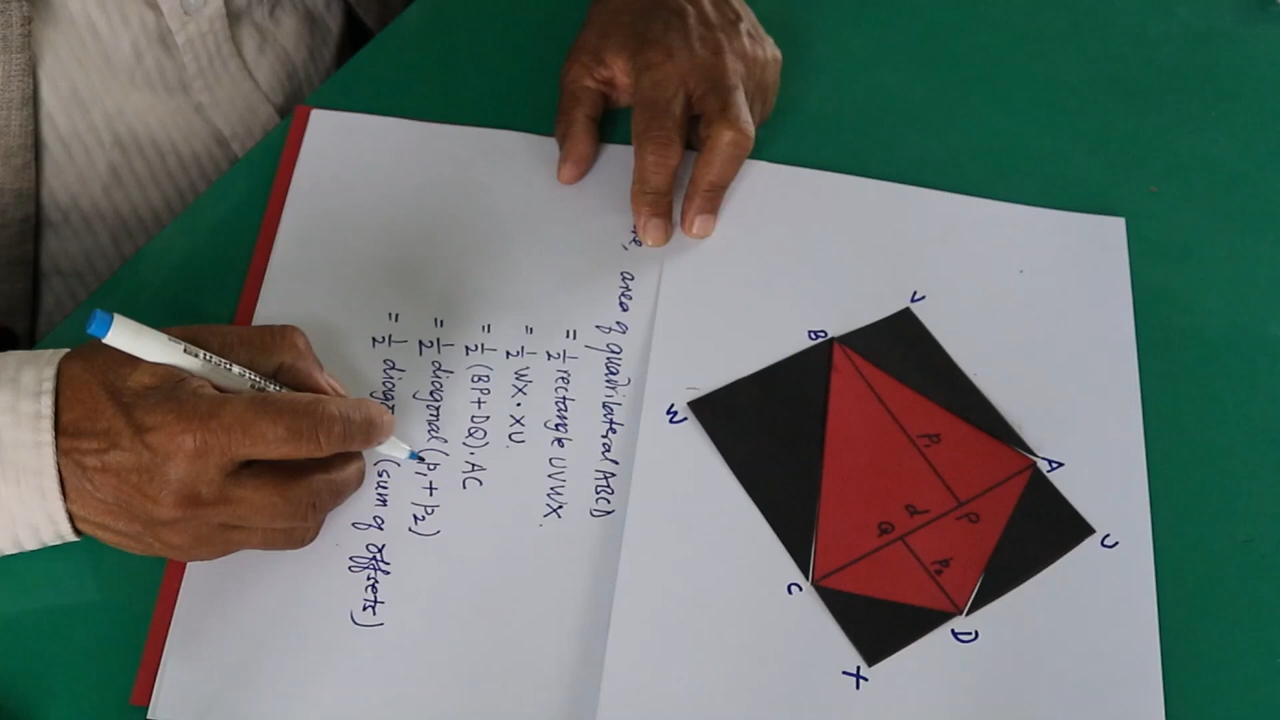 area of quadrilateral ABCD
= 1/2 rectangle UVWX.
= 1/2 WX · XU.
= 1/2 (BP + DQ) · AC
= 1/2 diagonal (p₁ + p₂)
= 1/2 (sum of offsets)
V
B
W
A
P₁
P
d
Q
P₂
U
C
D
X